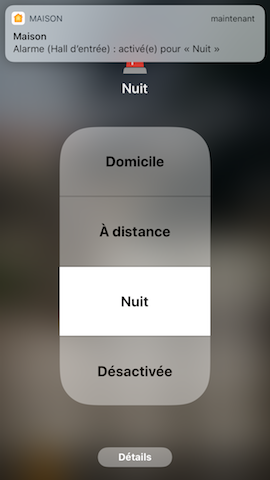 MAISON maintenant
Maison
Alarme (Hall d'entrée) : activé(e) pour « Nuit »
Nuit
Domicile
À distance
Nuit
Désactivée
Détails